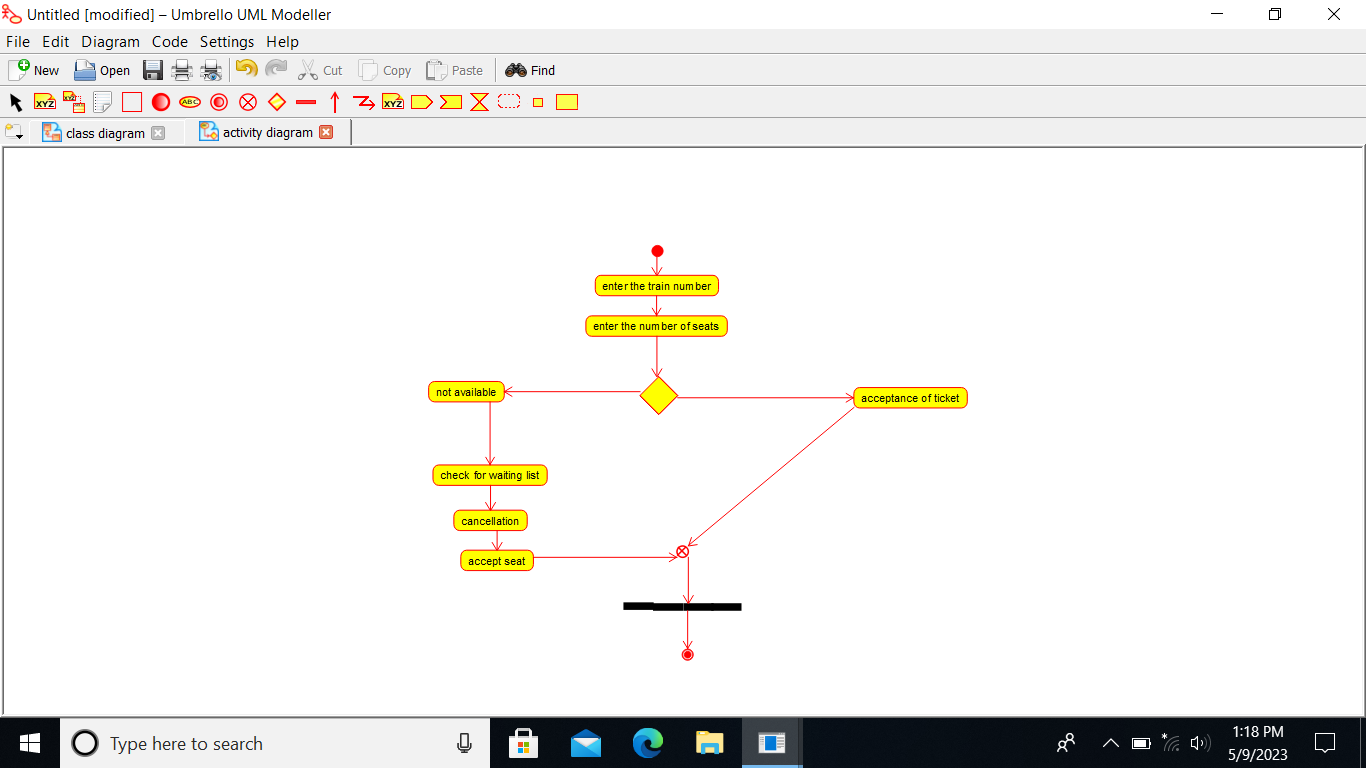 Untitled [modified] – Umbrello UML Modeller
File Edit Diagram Code Settings Help
New Open Cut Copy Paste Find
XYZ XYZ ABC XYZ
class diagram activity diagram
enter the train number
enter the number of seats
not available
acceptance of ticket
check for waiting list
cancellation
accept seat
Type here to search
1:18 PM
5/9/2023